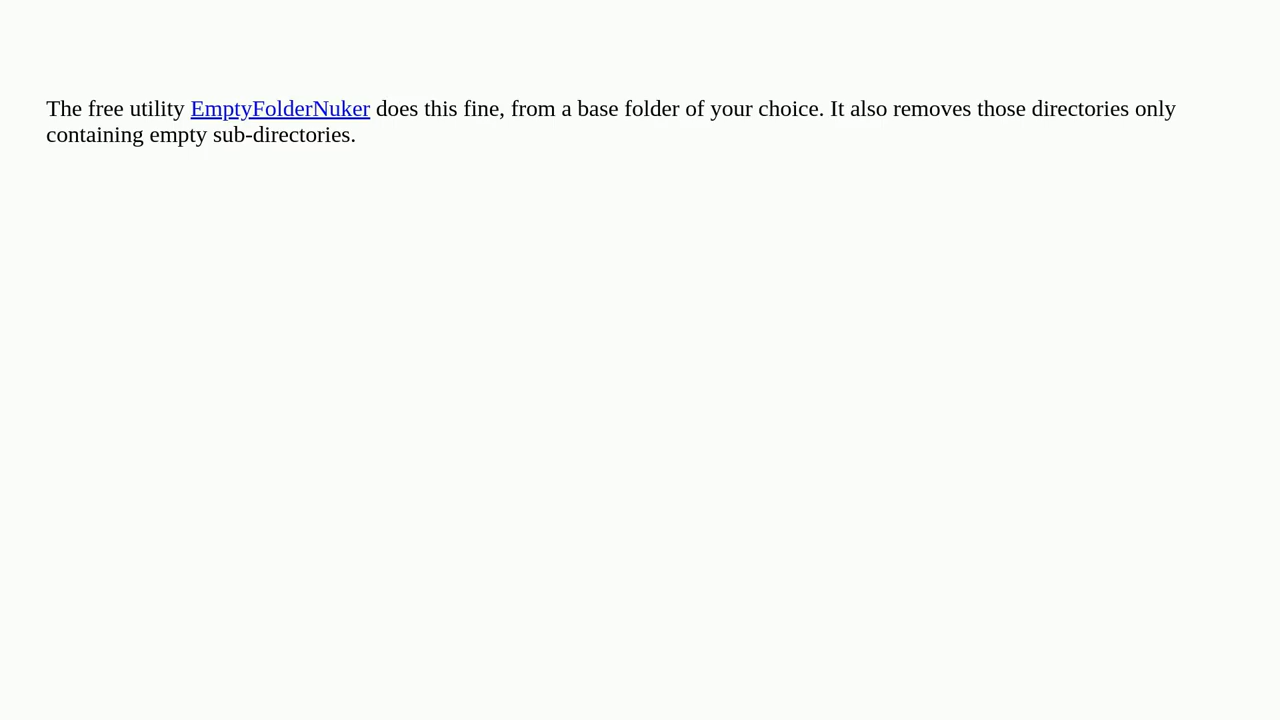 The free utility EmptyFolderNuker does this fine, from a base folder of your choice. It also removes those directories only
containing empty sub-directories.